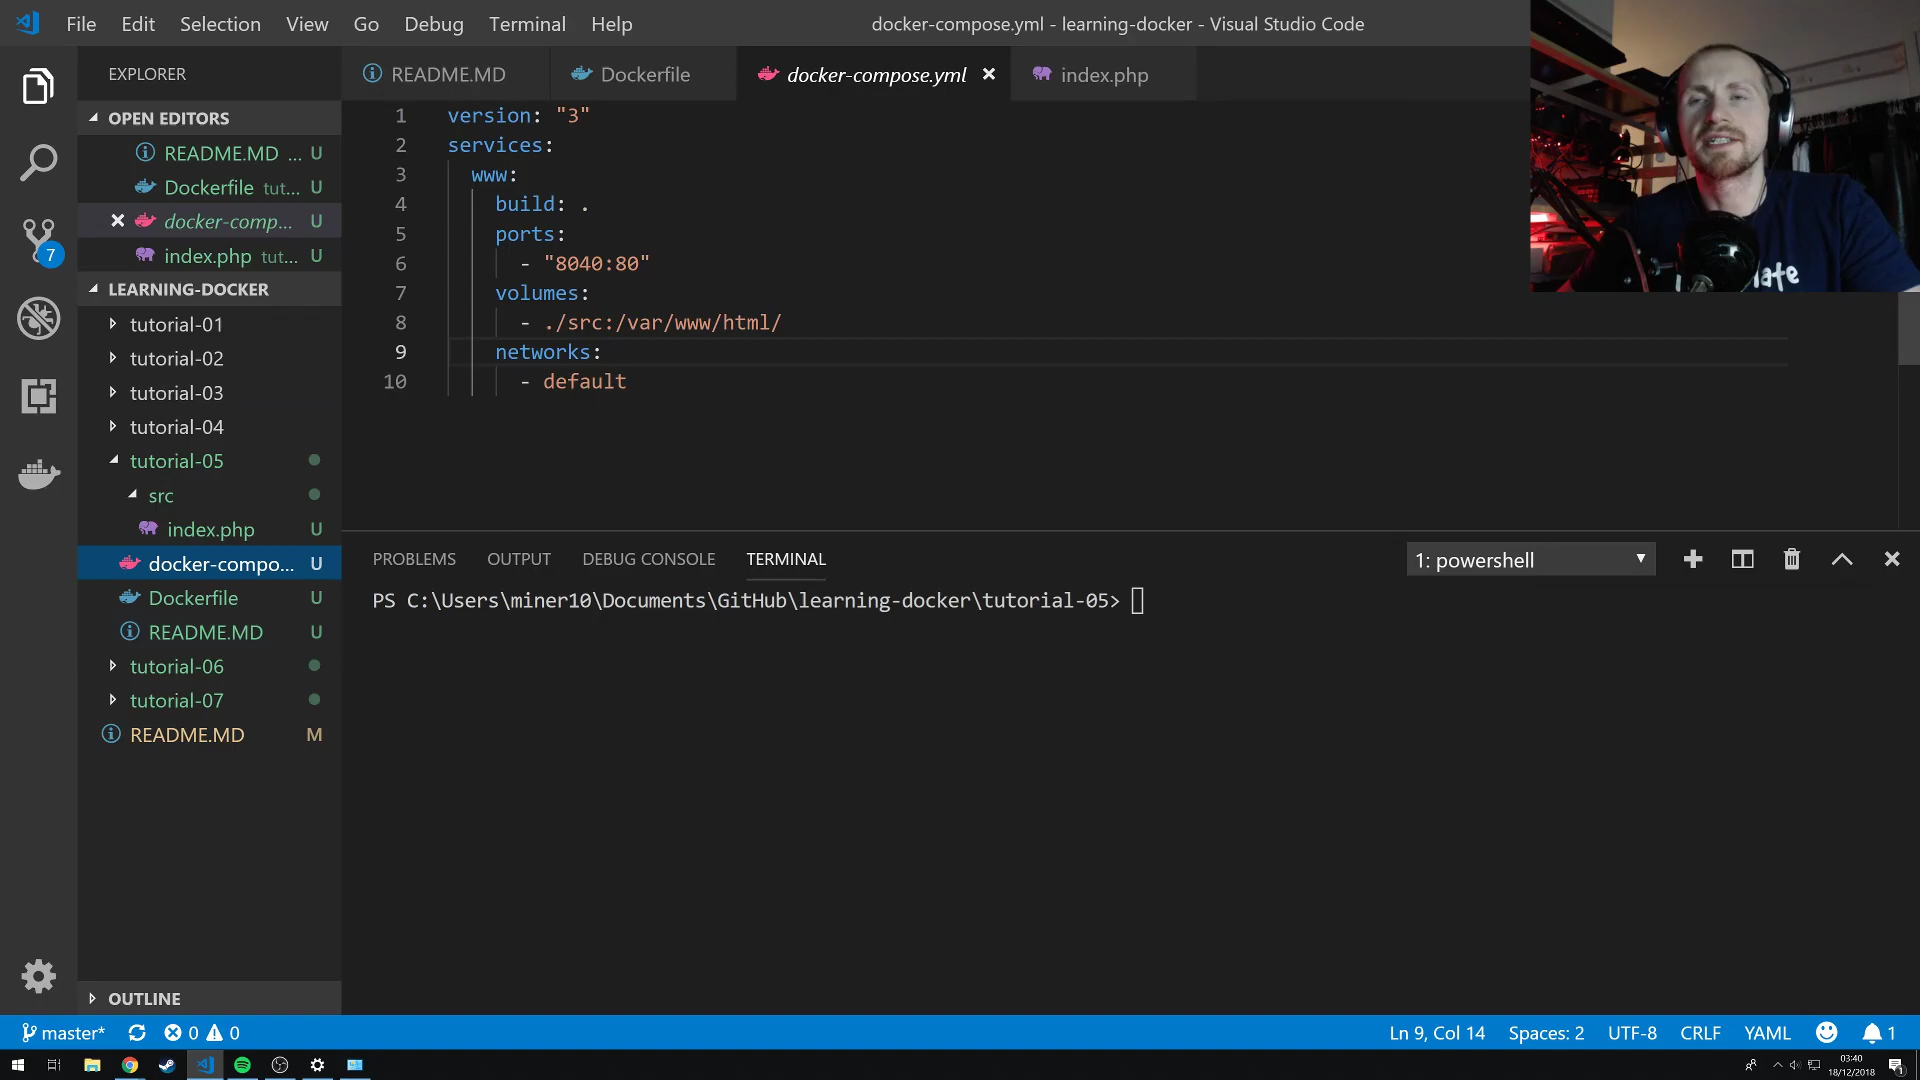 File Edit Selection View Go Debug Terminal Help
docker-compose.yml - learning-docker - Visual Studio Code
EXPLORER
OPEN EDITORS
README.MD ... U
Dockerfile tut... U
docker-comp... U
index.php tut... U
LEARNING-DOCKER
tutorial-01
tutorial-02
tutorial-03
tutorial-04
tutorial-05
src
index.php U
docker-compo... U
Dockerfile U
README.MD U
tutorial-06
tutorial-07
README.MD M
OUTLINE
7
README.MD
Dockerfile
docker-compose.yml
index.php
1 version: "3"
2 services:
3 www:
4 build: .
5 ports:
6 - "8040:80"
7 volumes:
8 - ./src:/var/www/html/
9 networks:
10 - default
PROBLEMS OUTPUT DEBUG CONSOLE TERMINAL
1: powershell
PS C:\Users\miner10\Documents\GitHub\learning-docker\tutorial-05>
master* 0 0
Ln 9, Col 14 Spaces: 2 UTF-8 CRLF YAML 1
03:40
18/12/2018
1